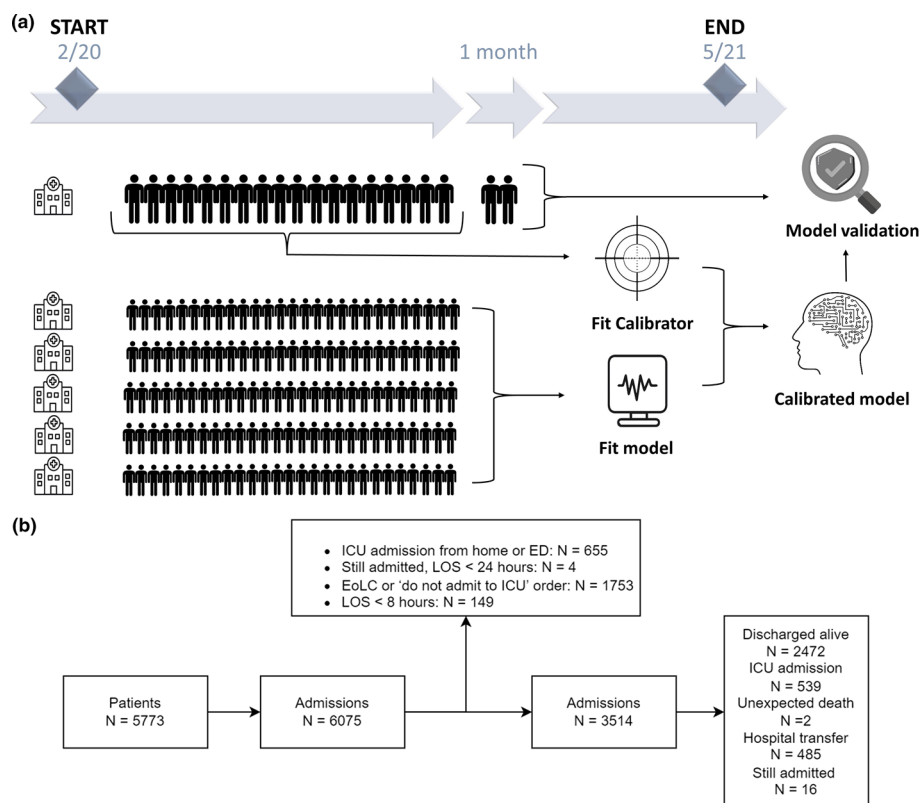 (a)
START
2/20
1 month
END
5/21
Model validation
Fit Calibrator
Calibrated model
Fit model
(b)
• ICU admission from home or ED: N = 655
• Still admitted, LOS < 24 hours: N = 4
• EoLC or 'do not admit to ICU' order: N = 1753
• LOS < 8 hours: N = 149
Patients
N = 5773
Admissions
N = 6075
Admissions
N = 3514
Discharged alive
N = 2472
ICU admission
N = 539
Unexpected death
N =2
Hospital transfer
N = 485
Still admitted
N = 16